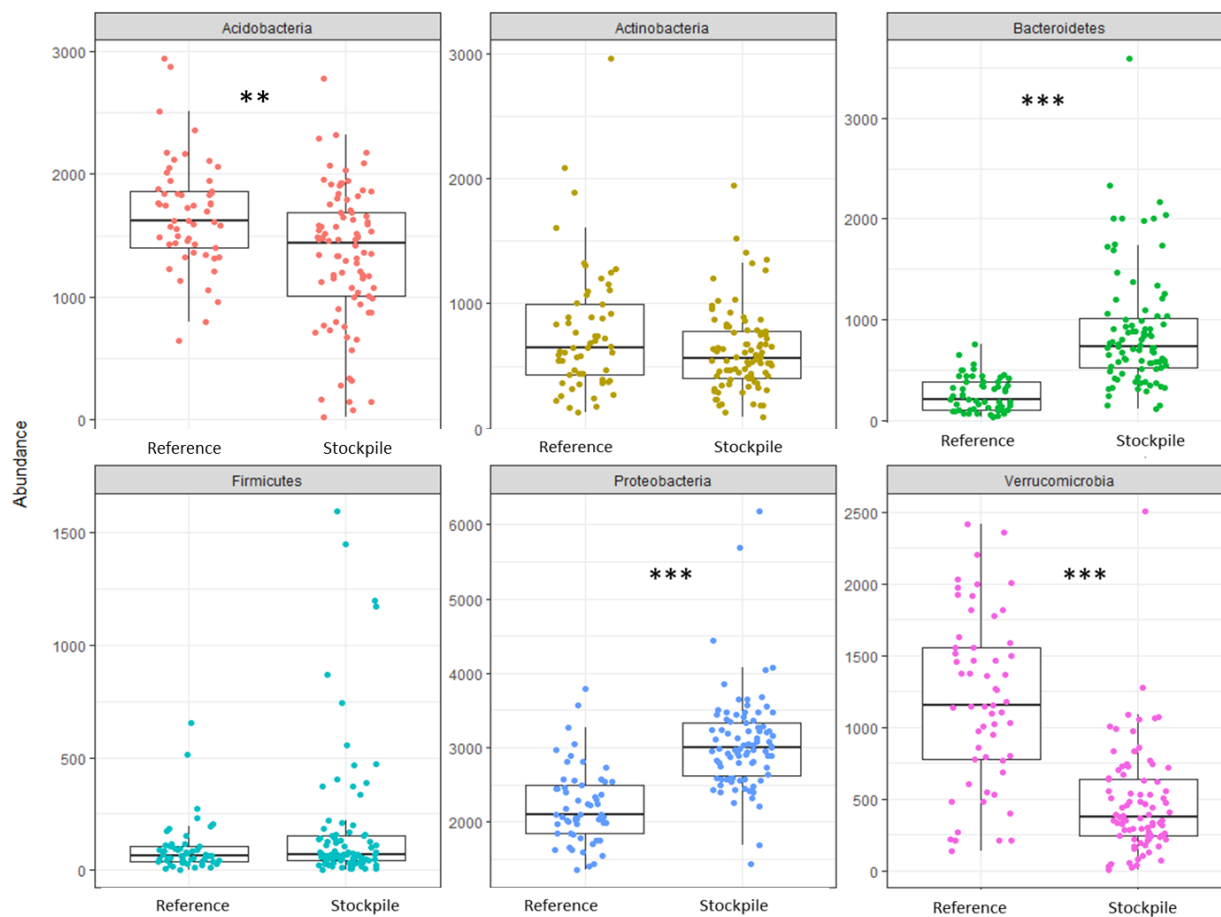 Acidobacteria
Actinobacteria
Bacteroidetes
3000
2000
1000
0
**
3000
2000
1000
0
3000
2000
1000
0
***
Reference Stockpile
Reference Stockpile
Reference Stockpile
Abundance
Firmicutes
Proteobacteria
Verrucomicrobia
1500
1000
500
0
6000
5000
4000
3000
2000
***
2500
2000
1500
1000
500
0
***
Reference Stockpile
Reference Stockpile
Reference Stockpile